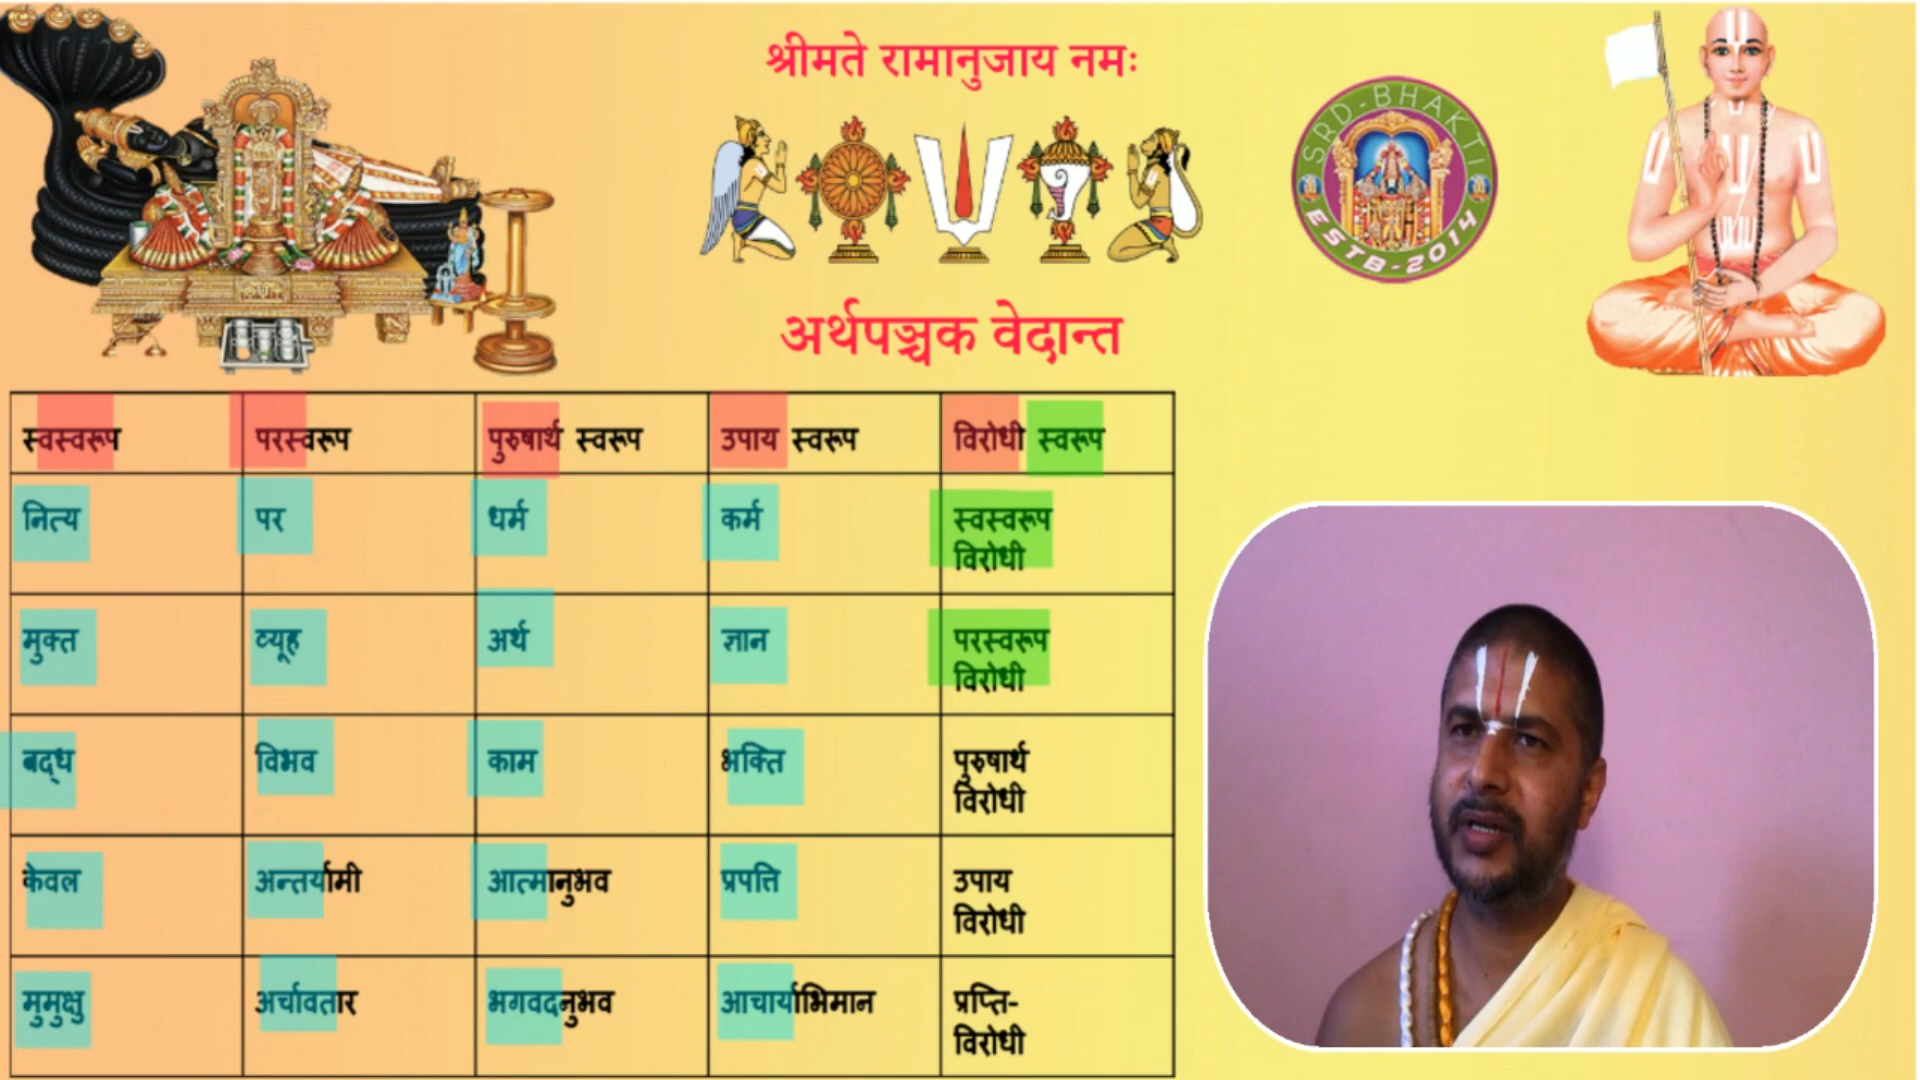 श्रीमते रामानुजाय नमः
SRD-BHAKTI
ESTB-2014
अर्थपञ्चक वेदान्त
स्वस्वरूप परस्वरूप पुरुषार्थ स्वरूप उपाय स्वरूप विरोधी स्वरूप
नित्य पर धर्म कर्म स्वस्वरूप
विरोधी
मुक्त व्यूह अर्थ ज्ञान परस्वरूप
विरोधी
बद्ध विभव काम भक्ति पुरुषार्थ
विरोधी
केवल अन्तर्यामी आत्मानुभव प्रपत्ति उपाय
विरोधी
मुमुक्षु अर्चावतार भगवदनुभव आचार्याभिमान प्रप्ति-
विरोधी